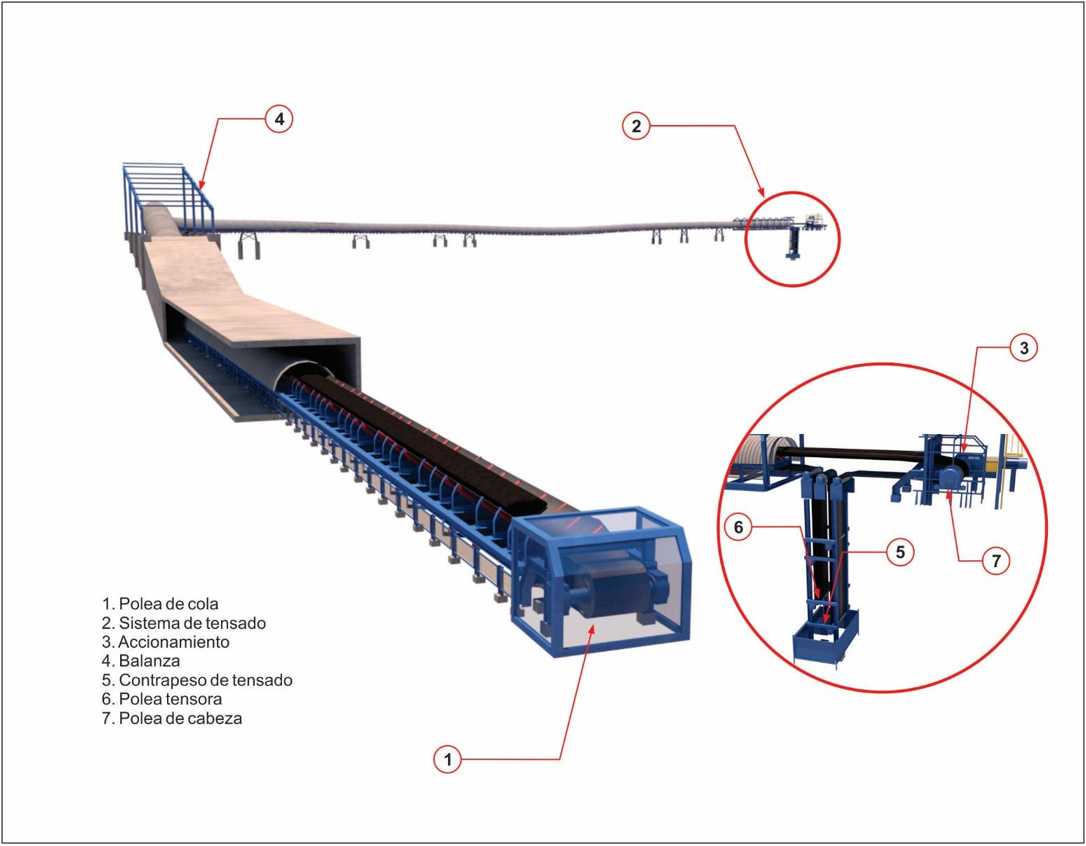 4
2
3
6
5
7
1. Polea de cola
2. Sistema de tensado
3. Accionamiento
4. Balanza
5. Contrapeso de tensado
6. Polea tensora
7. Polea de cabeza
1